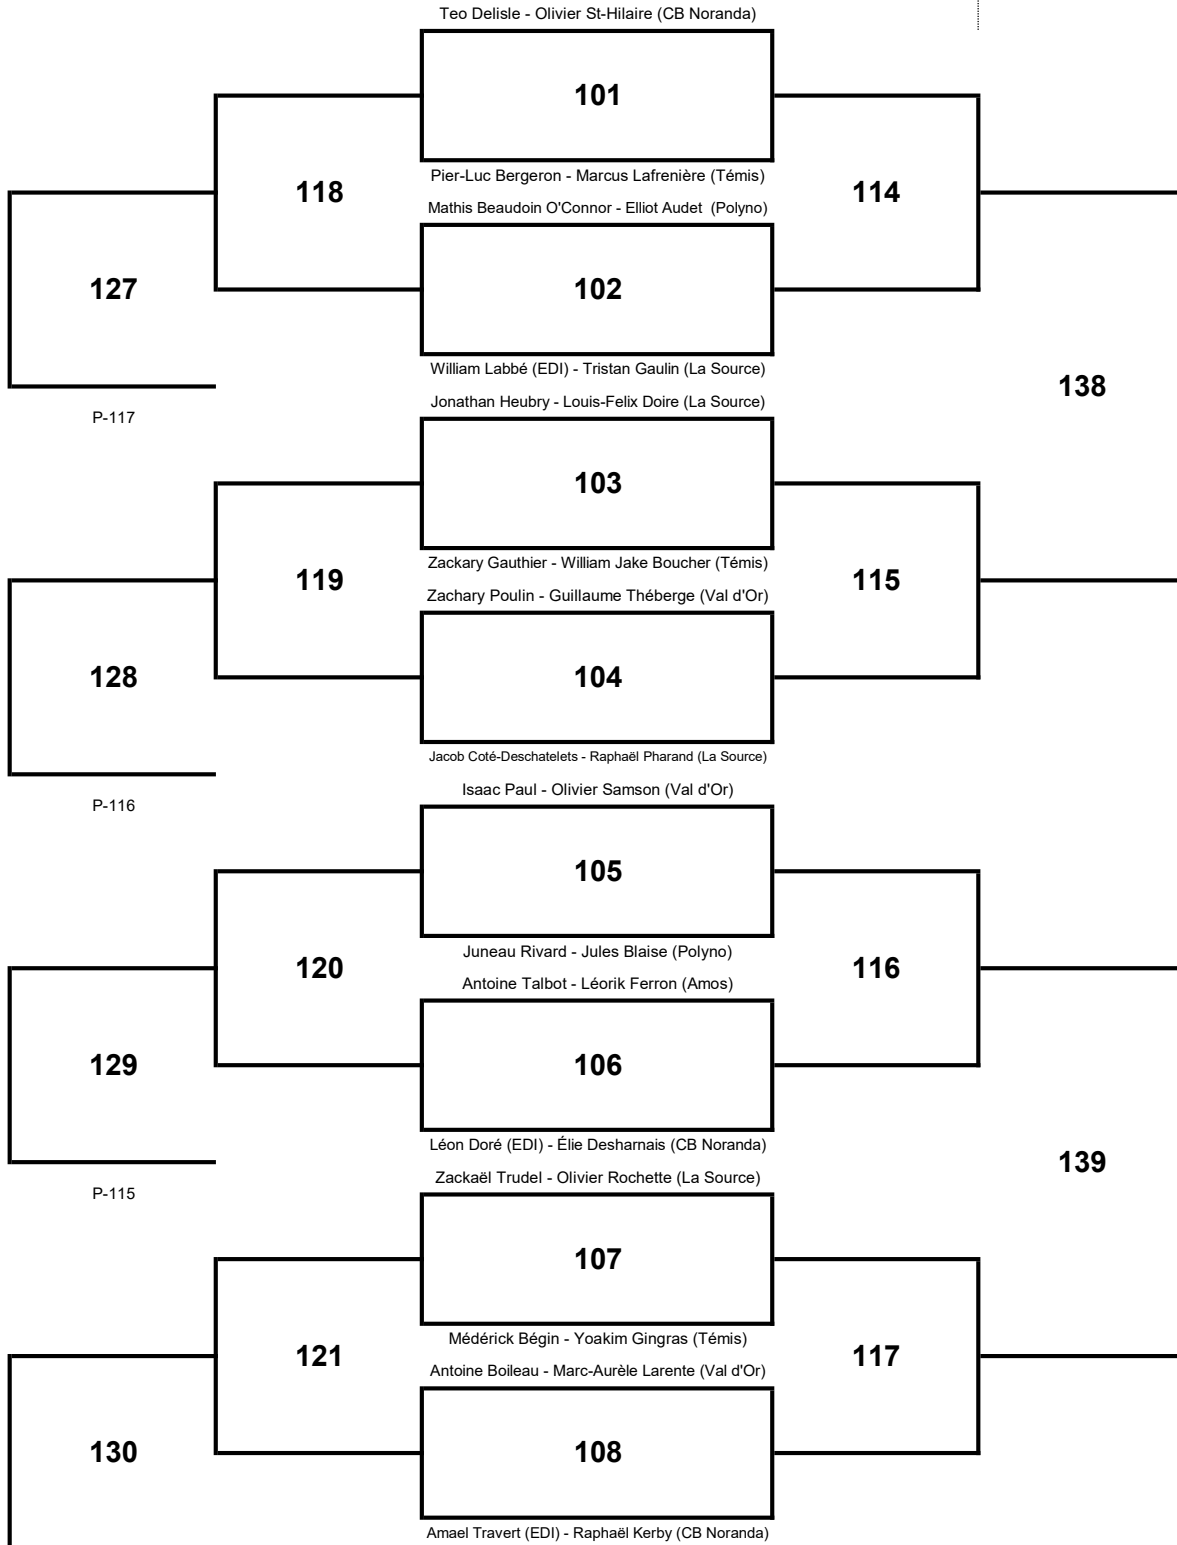 Teo Delisle - Olivier St-Hilaire (CB Noranda)
101
118
Pier-Luc Bergeron - Marcus Lafrenière (Témis)
114
Mathis Beaudoin O'Connor - Elliot Audet  (Polyno)
127
102
William Labbé (EDI) - Tristan Gaulin (La Source)
138
P-117
Jonathan Heubry - Louis-Felix Doire (La Source)
103
Zackary Gauthier - William Jake Boucher (Témis)
119
115
Zachary Poulin - Guillaume Théberge (Val d'Or)
128
104
Jacob Coté-Deschatelets - Raphaël Pharand (La Source)
P-116
Isaac Paul - Olivier Samson (Val d'Or)
105
Juneau Rivard - Jules Blaise (Polyno)
120
116
Antoine Talbot - Léorik Ferron (Amos)
129
106
Léon Doré (EDI) - Élie Desharnais (CB Noranda)
139
P-115
Zackaël Trudel - Olivier Rochette (La Source)
107
Médérick Bégin - Yoakim Gingras (Témis)
121
117
Antoine Boileau - Marc-Aurèle Larente (Val d'Or)
130
108
Amael Travert (EDI) - Raphaël Kerby (CB Noranda)